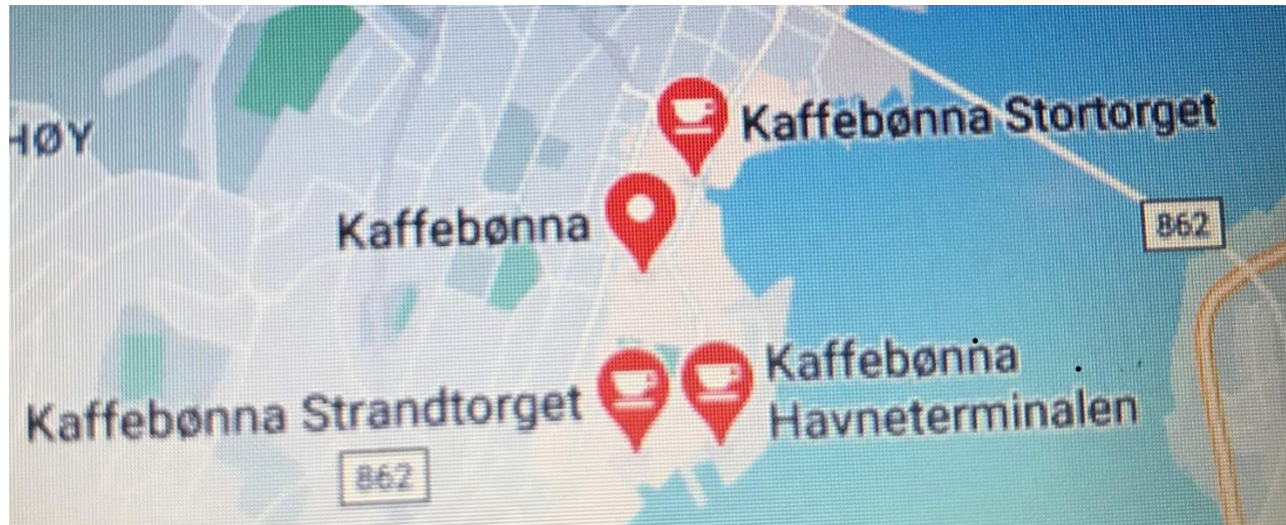 HØY
Kaffebønna Stortorget
Kaffebønna
862
Kaffebønna
Havneterminalen
Kaffebønna Strandtorget
862